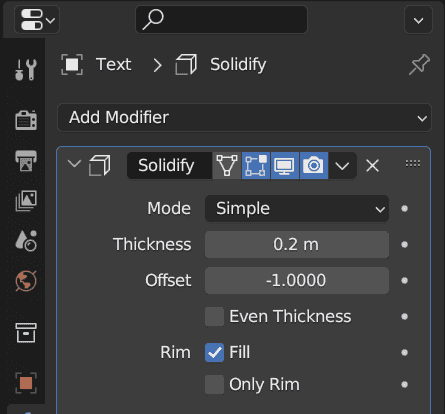 Text > Solidify
Add Modifier
Solidify
Mode Simple
Thickness 0.2 m
Offset -1.0000
Even Thickness
Rim Fill
Only Rim